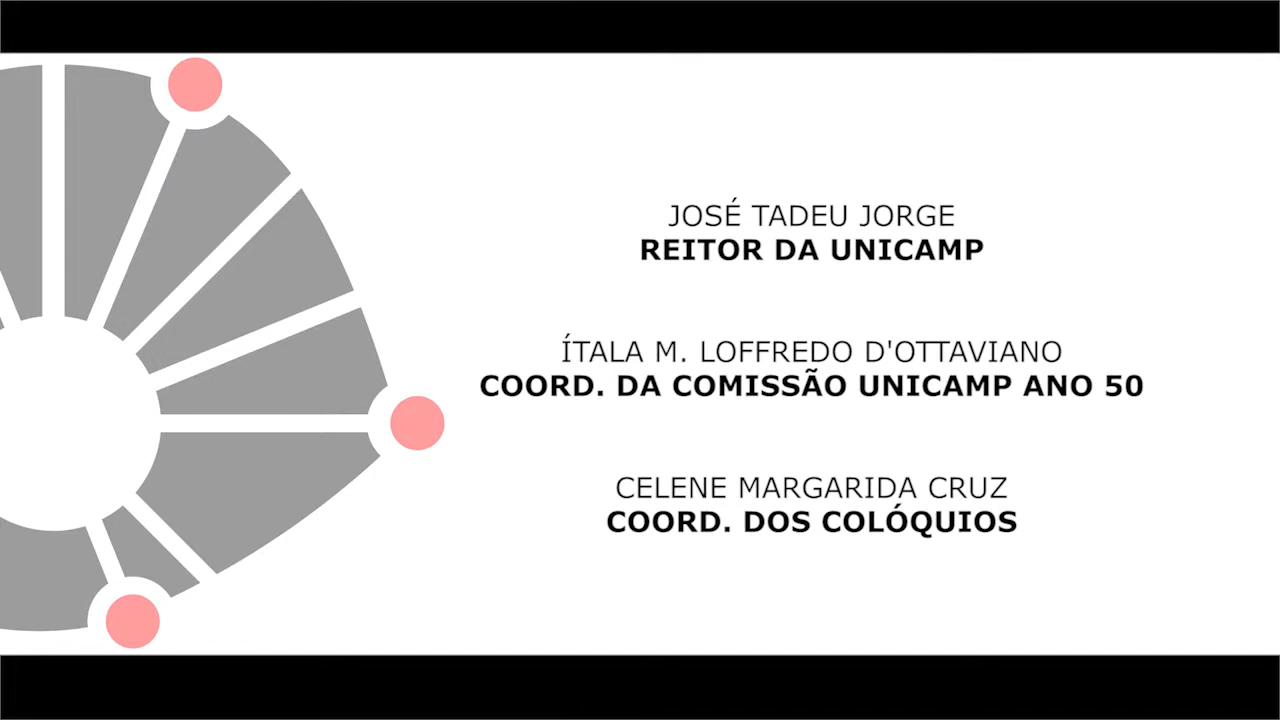 JOSÉ TADEU JORGE
REITOR DA UNICAMP
ÍTALA M. LOFFREDO D'OTTAVIANO
COORD. DA COMISSÃO UNICAMP ANO 50
CELENE MARGARIDA CRUZ
COORD. DOS COLÓQUIOS